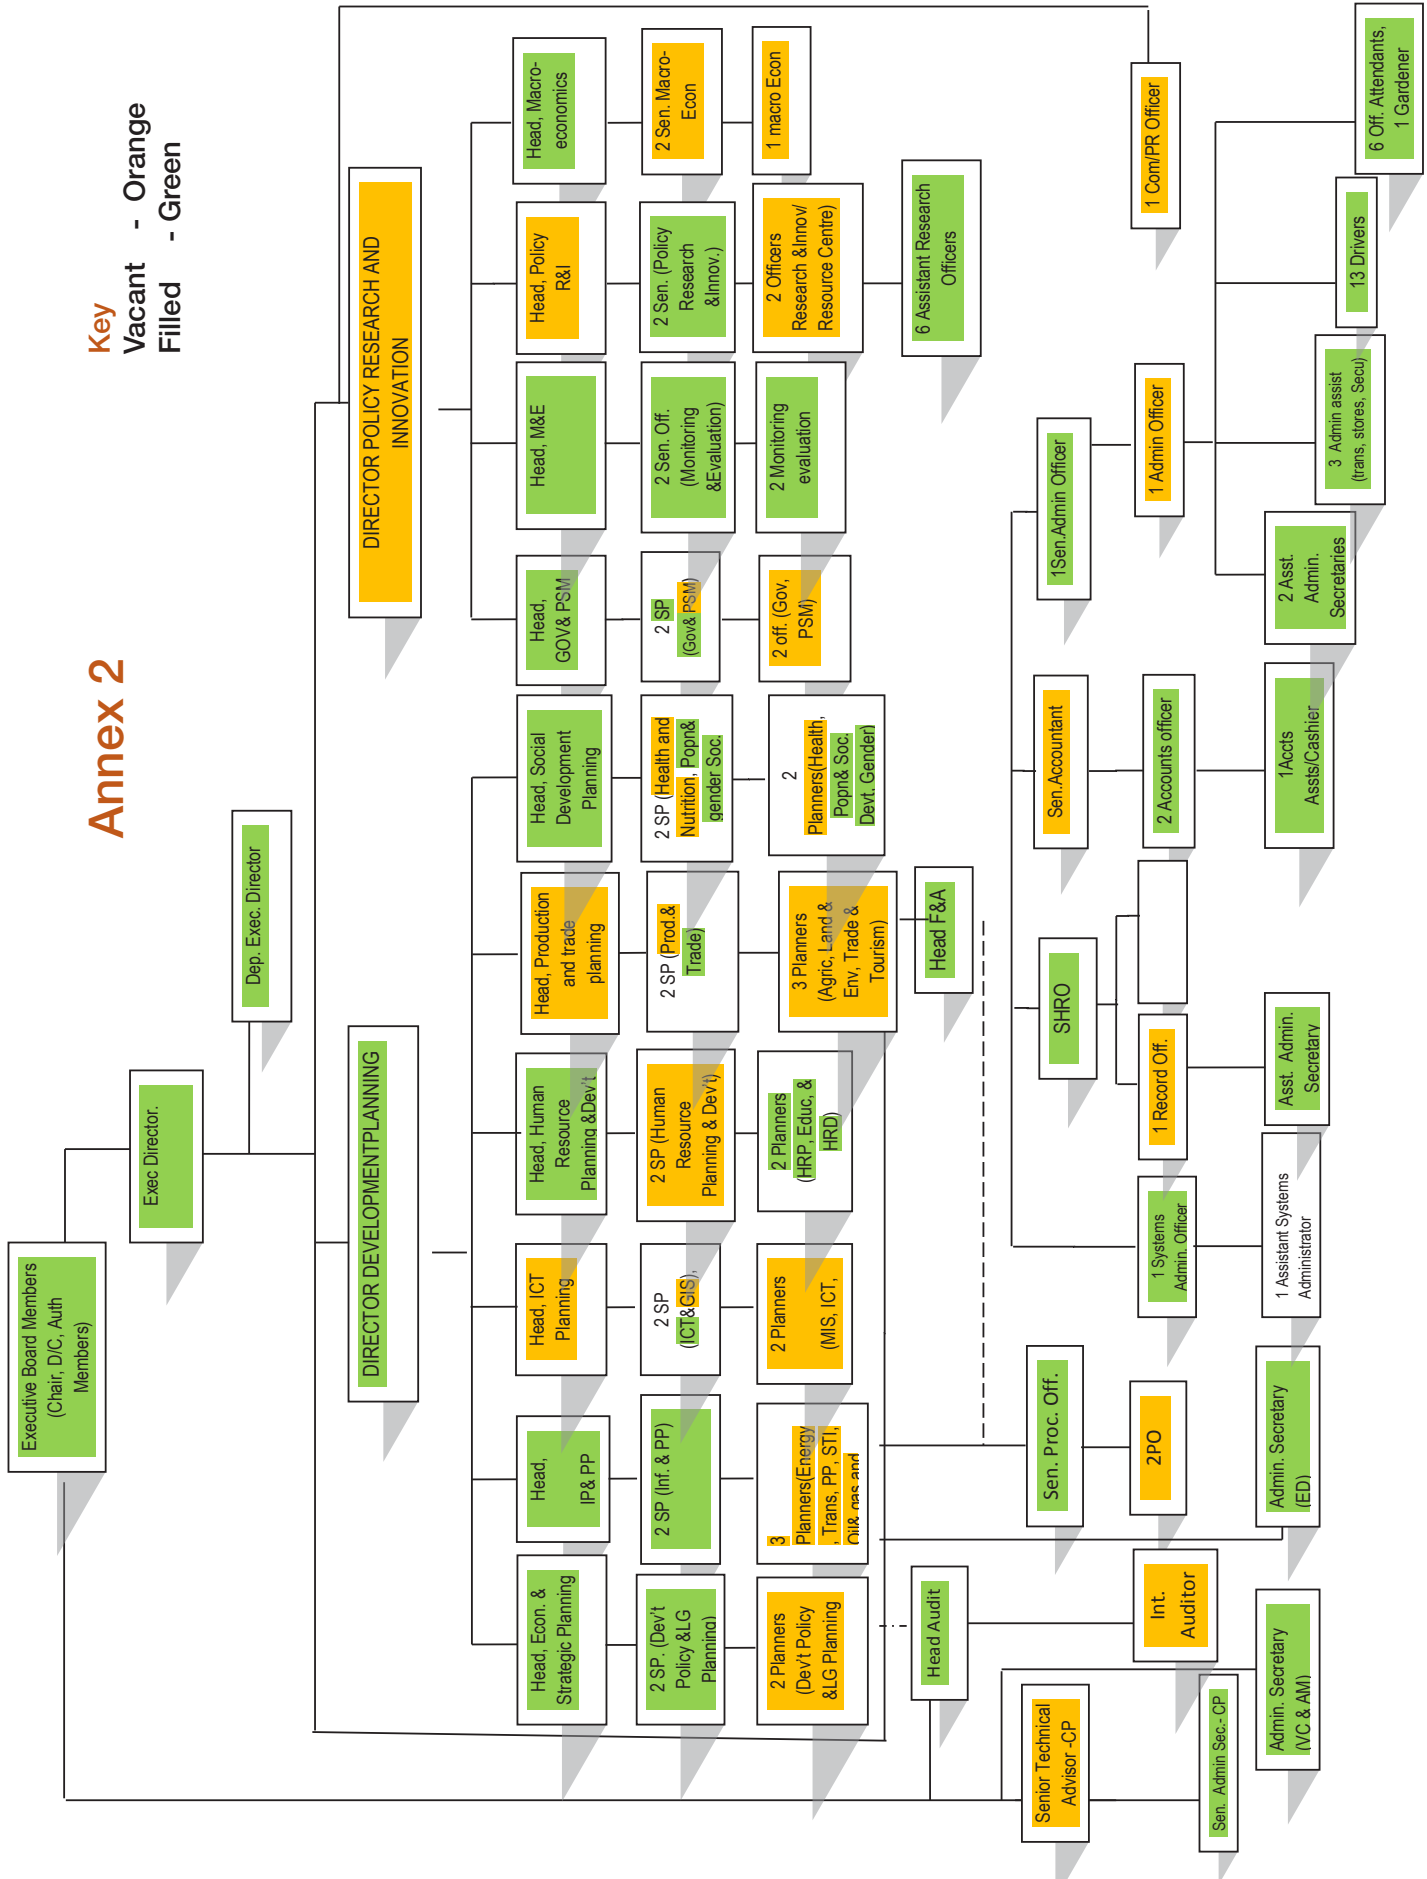 Annex 2
Key
Vacant - Orange
Filled - Green
Executive Board Members
(Chair, D/C, Auth
Members)
Exec Director.
Dep. Exec. Director
DIRECTOR DEVELOPMENTPLANNING
DIRECTOR POLICY RESEARCH AND
INNOVATION
Head, Econ. &
Strategic Planning
Head,
IP& PP
Head, ICT
Planning
Head, Human
Resource
Planning &Dev't
Head, Production
and trade
planning
Head, Social
Development
Planning
Head,
GOV& PSM
Head, M&E
Head, Policy
R&I
Head, Macro-
economics
2 SP. (Dev't
Policy &LG
Planning)
2 SP (Inf. & PP)
2 SP
(ICT&GIS),
2 SP (Human
Resource
Planning & Dev't)
2 SP (Prod.&
Trade)
2 SP (Health and
Nutrition, Popn&
gender Soc.
2 SP
(Gov& PSM)
2 Sen. Off.
(Monitoring
&Evaluation)
2 Sen. (Policy
Research
&Innov.)
2 Sen. Macro-
Econ
2 Planners
(Dev't Policy
&LG Planning
3
Planners(Energy
, Trans, PP, STI,
Oil& gas and
2 Planners
(MIS, ICT,
2 Planners
(HRP, Educ, &
HRD)
3 Planners
(Agric, Land &
Env, Trade &
Tourism)
2
Planners(Health,
Popn& Soc.
Devt, Gender)
2 off. (Gov,
PSM)
2 Monitoring
evaluation
2 Officers
Research &Innov/
Resource Centre)
1 macro Econ
6 Assistant Research
Officers
Head Audit
Head F&A
Senior Technical
Advisor -CP
Sen. Proc. Off.
SHRO
Sen.Accountant
1Sen.Admin Officer
Int.
Auditor
2PO
1 Systems
Admin. Officer
1 Record Off.
2 Accounts officer
1 Admin Officer
1 Com/PR Officer
Sen. Admin Sec.- CP
Admin. Secretary
(VC & AM)
Admin. Secretary
(ED)
1 Assistant Systems
Administrator
Asst. Admin.
Secretary
1Accts
Assts/Cashier
2 Asst.
Admin.
Secretaries
3 Admin assist
(trans, stores, Secu)
13 Drivers
6 Off. Attendants,
1 Gardener